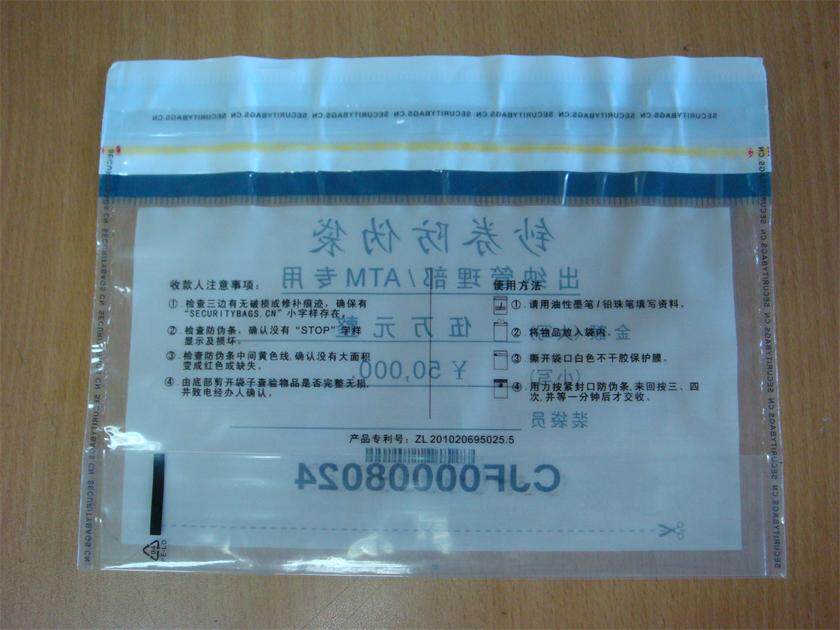 SECURITYBAGS.CN SECURITYBAGS.CN SECURITYBAGS.CN SECURITYBAGS.CN SECURITYBAGS.CN SECURITYBAGS.CN
钞券防伪袋
出纳管理部/ATM专用
收款人注意事项：
① 检查三边有无破损或修补痕迹，确保有
"SECURITYBAGS.CN"小字样存在。
② 检查防伪条，确认没有"STOP"字样
显示及损坏。
③ 检查防伪条中间黄色线，确认没有大面积
变成红色或缺失。
④ 由底部剪开袋子查验物品是否完整无损，
并致电经办人确认。
使用方法
① 请用油性墨笔/铅珠笔填写资料。
② 将物品放入袋内。
③ 撕开袋口白色不干胶保护膜。
④ 用力按紧封口防伪条，来回按三、四
次，并等一分钟后才交收。
伍万元整
(小写)
￥50,000
装袋员
产品专利号：ZL 201020695025.5
CJF00008024